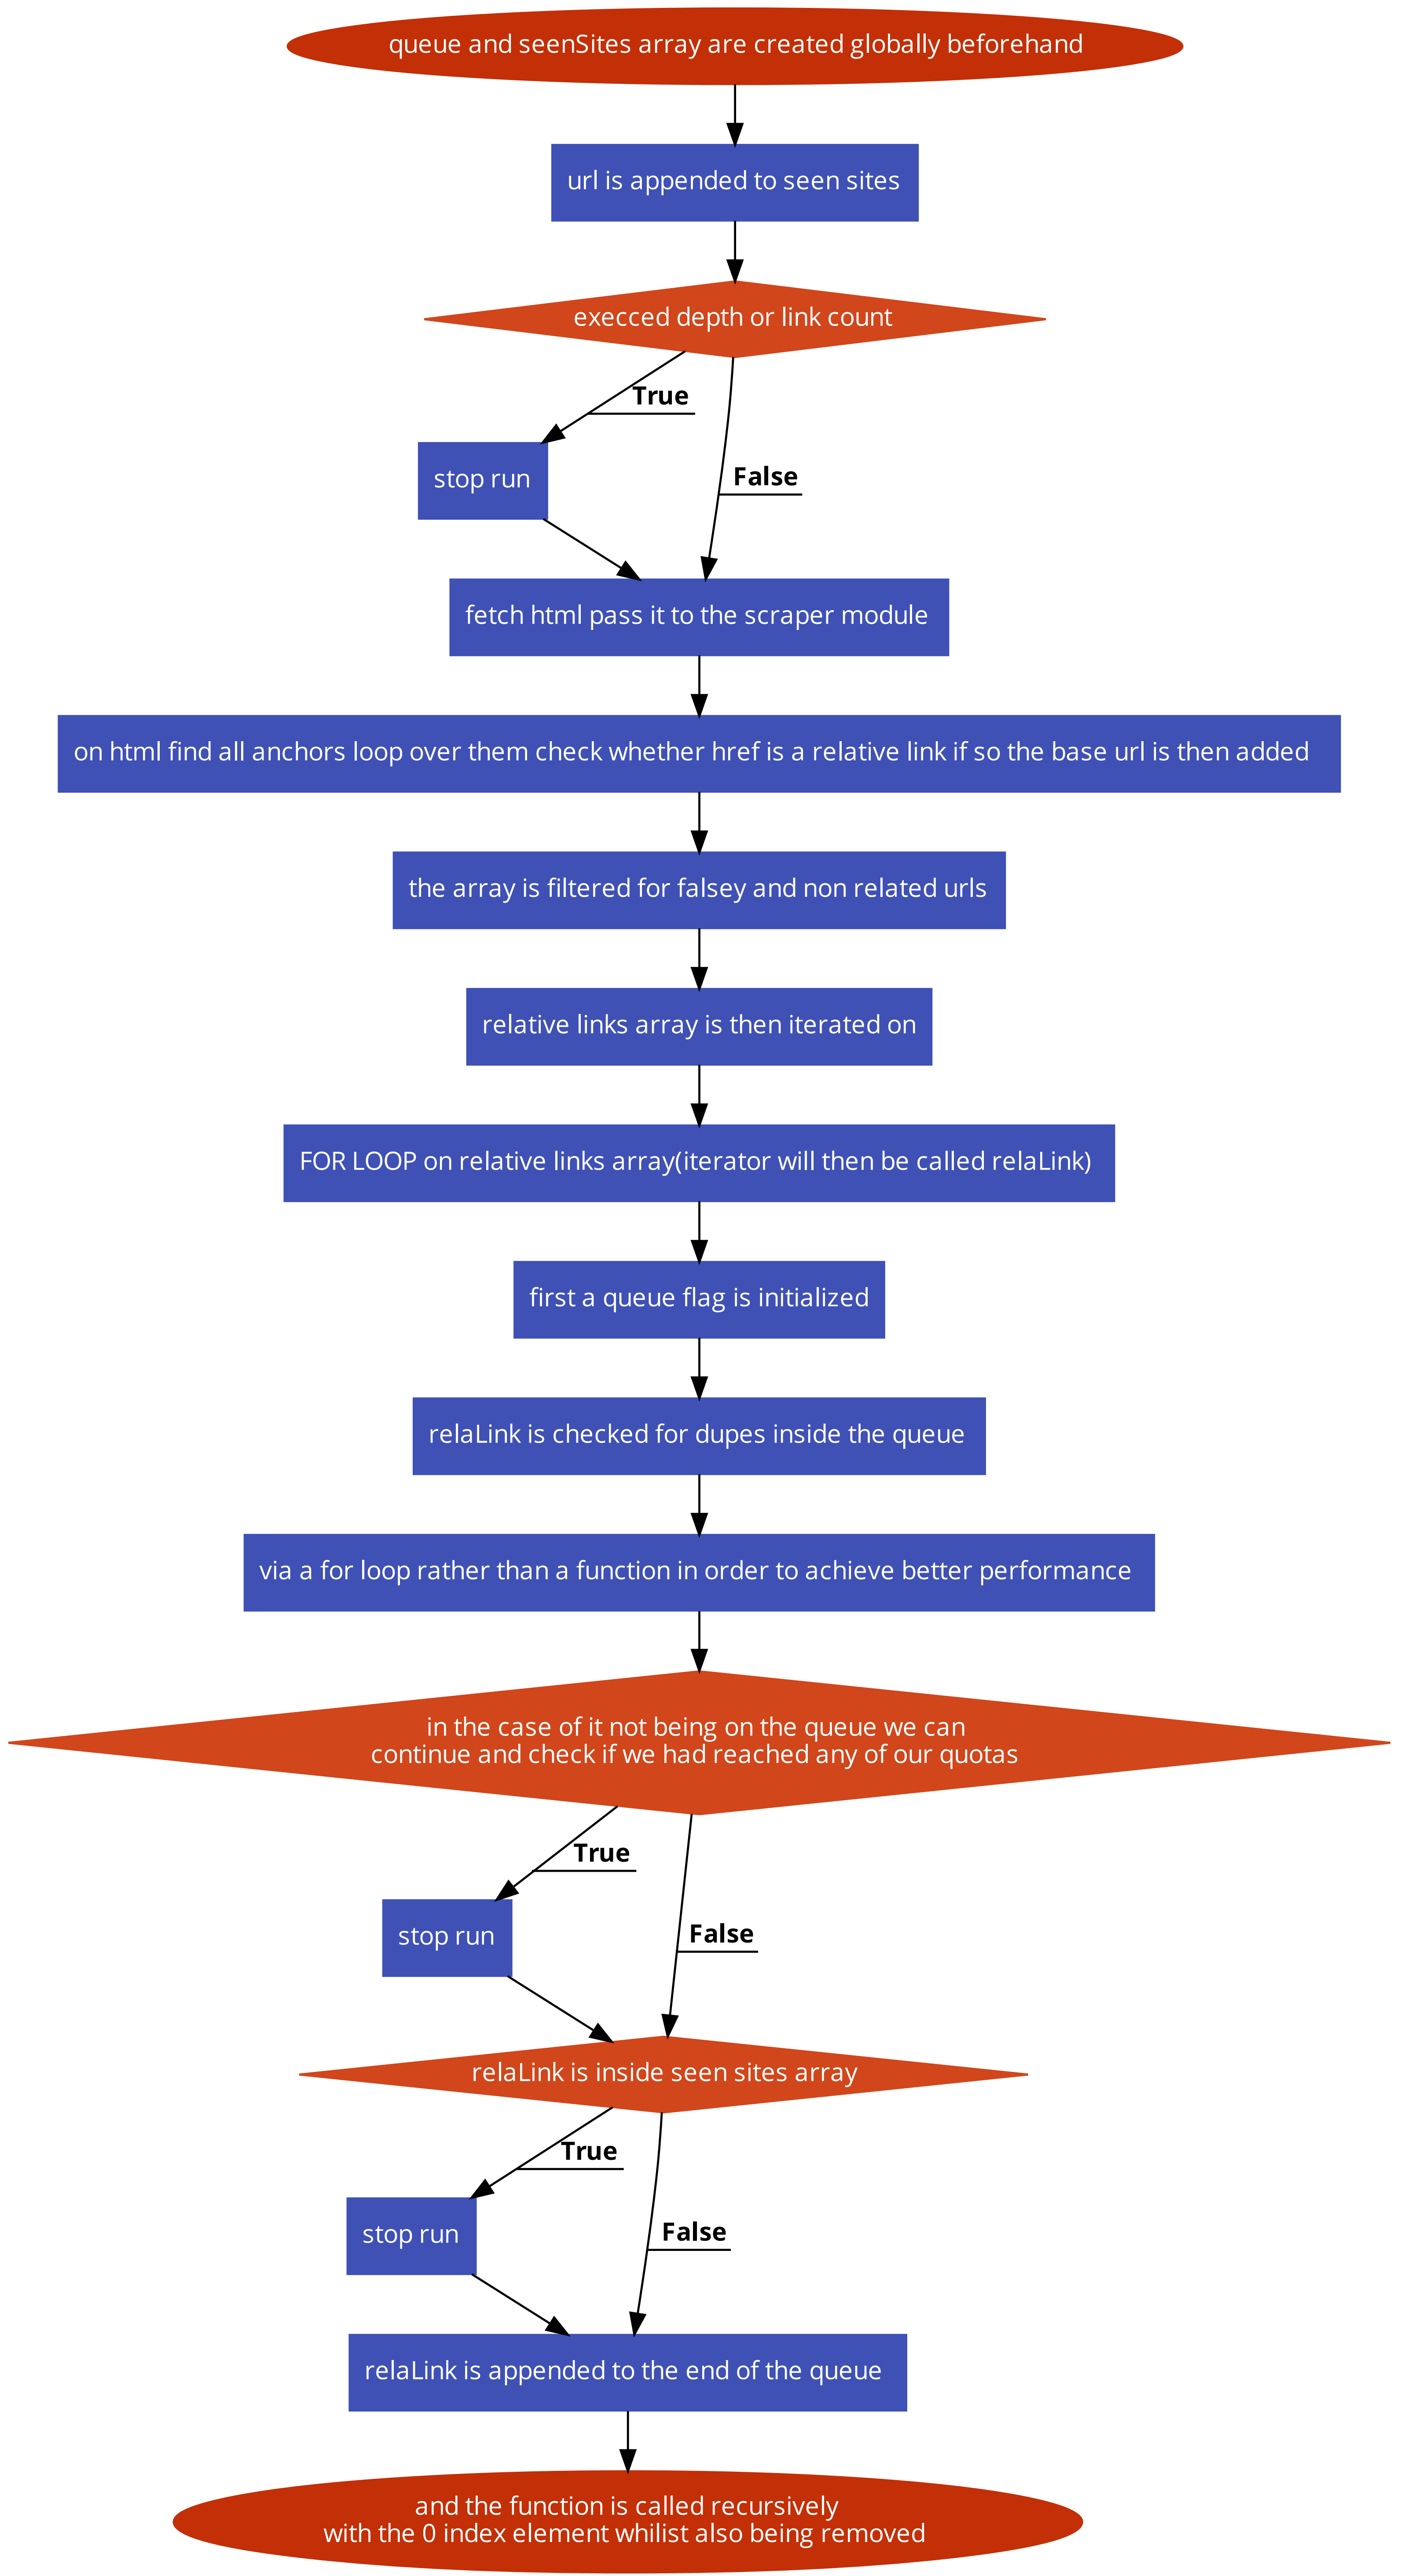 queue and seenSites array are created globally beforehand
url is appended to seen sites
execced depth or link count
True
stop run
False
fetch html pass it to the scraper module
on html find all anchors loop over them check whether href is a relative link if so the base url is then added
the array is filtered for falsey and non related urls
relative links array is then iterated on
FOR LOOP on relative links array(iterator will then be called relaLink)
first a queue flag is initialized
relaLink is checked for dupes inside the queue
via a for loop rather than a function in order to achieve better performance
in the case of it not being on the queue we can
continue and check if we had reached any of our quotas
True
stop run
False
relaLink is inside seen sites array
True
stop run
False
relaLink is appended to the end of the queue
and the function is called recursively
with the 0 index element whilist also being removed